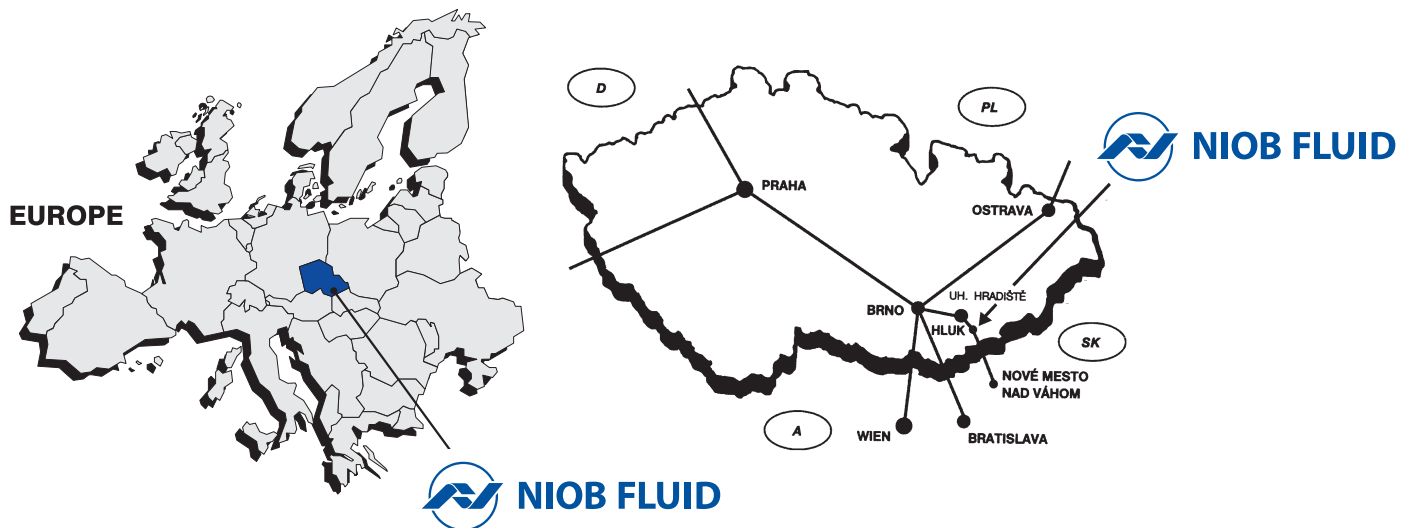 EUROPE
NIOB FLUID
D
PL
NIOB FLUID
PRAHA
OSTRAVA
UH. HRADIŠTĚ
BRNO
HLUK
SK
NOVÉ MESTO
NAD VÁHOM
A
WIEN
BRATISLAVA